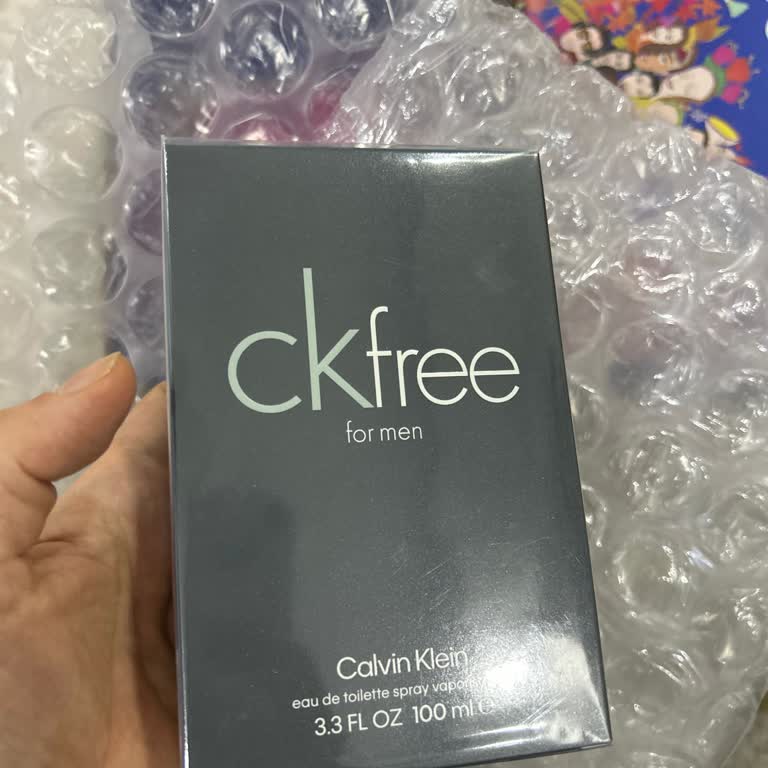 ckfree
for men
Calvin Klein
eau de toilette spray
3.3 FL OZ 100 ml ℮